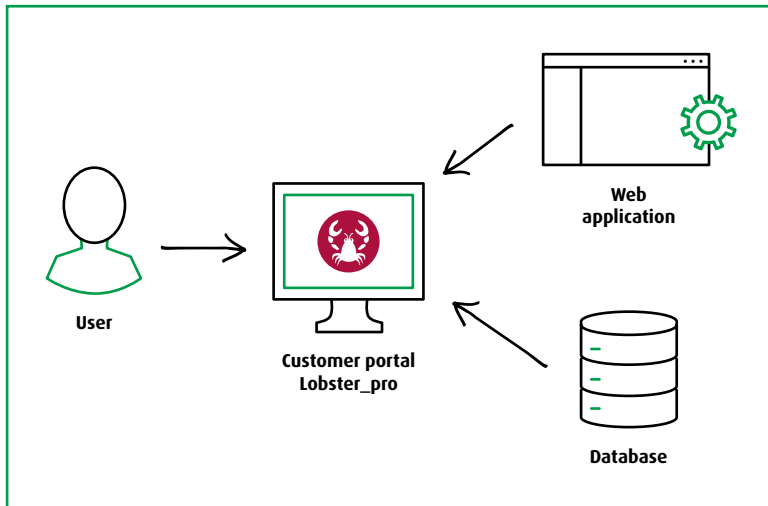 Web
application
User
Customer portal
Lobster_pro
Database